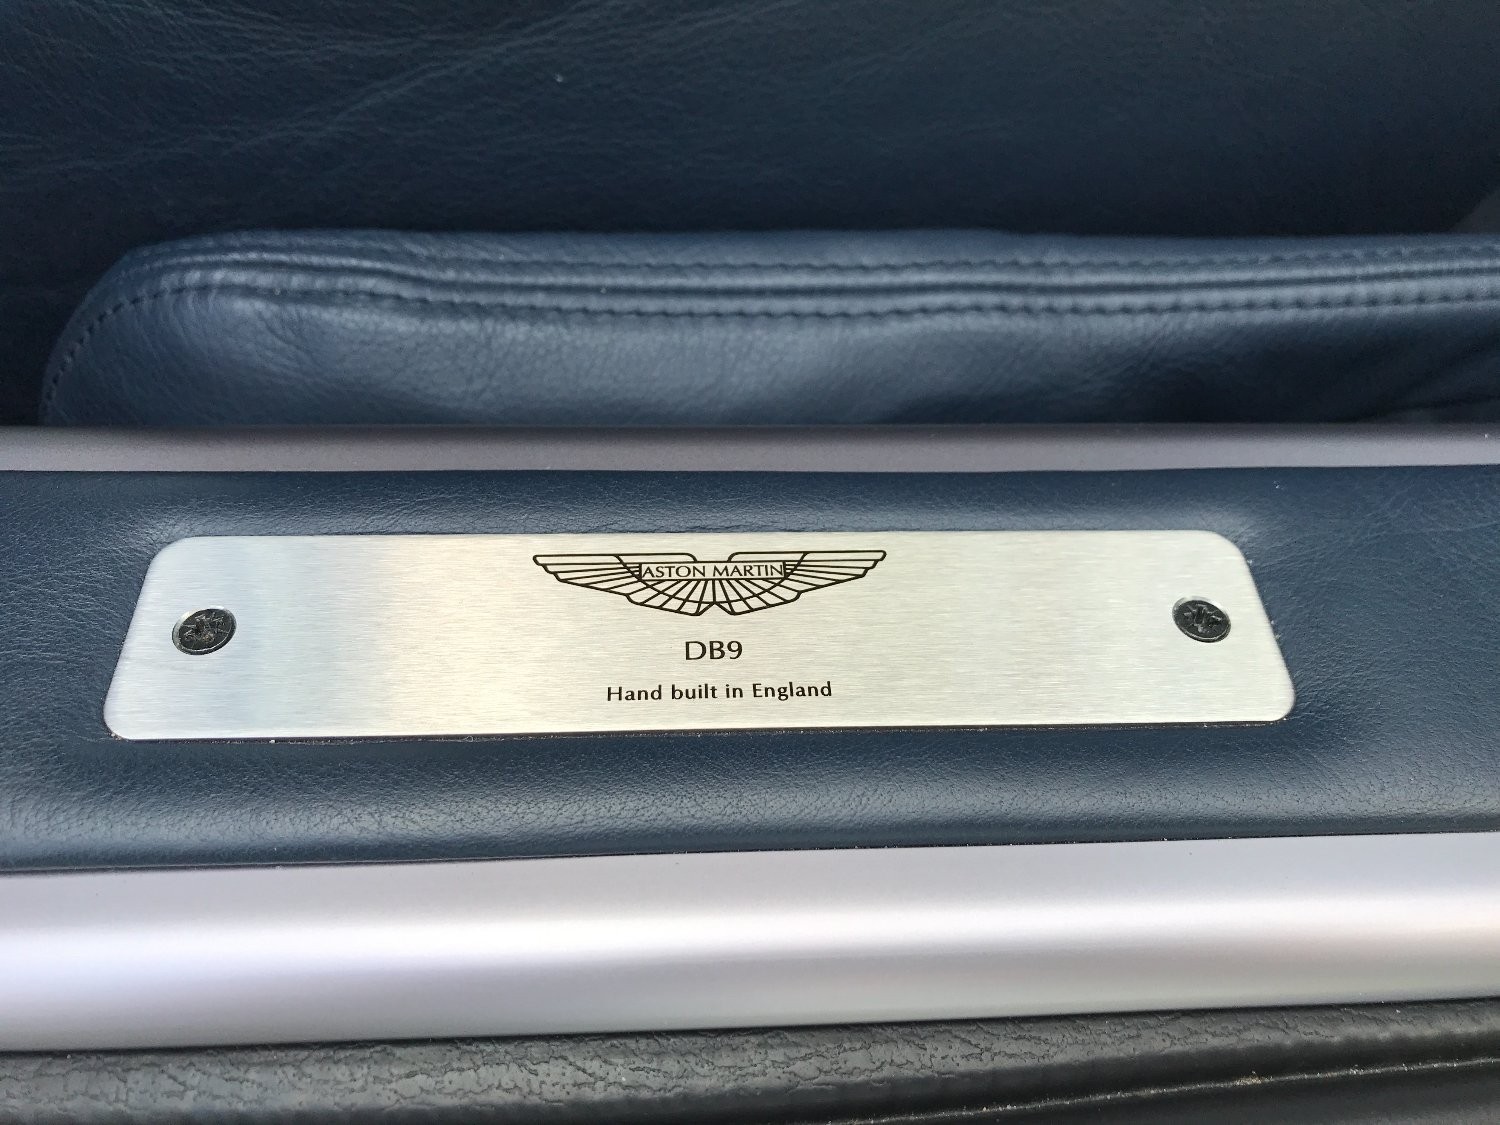 ASTON MARTIN
DB9
Hand built in England